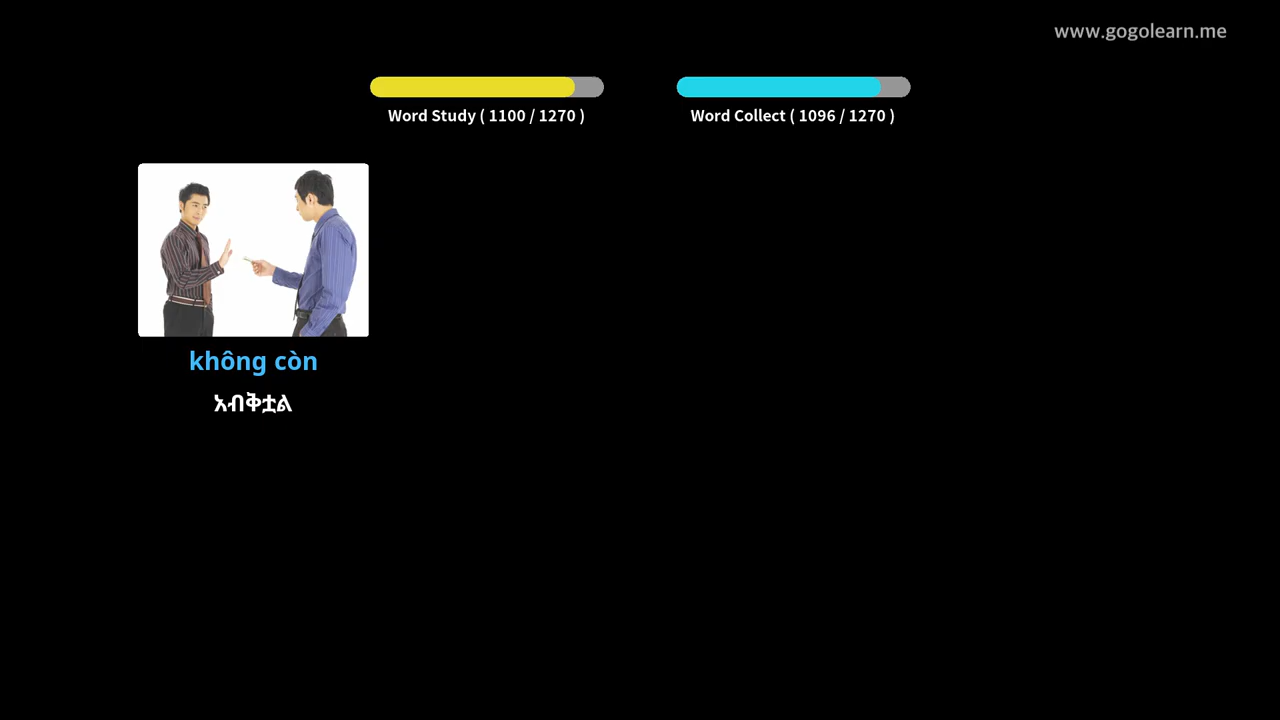 www.gogolearn.me
Word Study ( 1100 / 1270 )
Word Collect ( 1096 / 1270 )
không còn
አብቅቷል